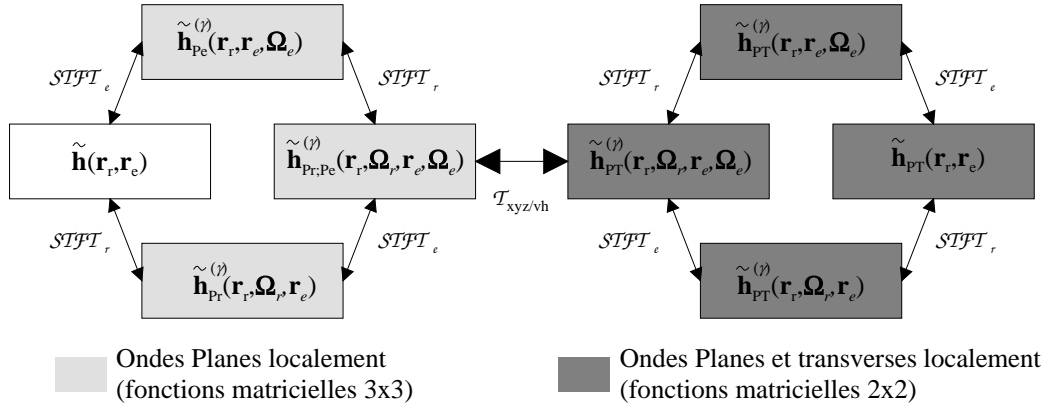 h̃_Pe^(γ)(r_r,r_e,Ω_e)
h̃_PT^(γ)(r_r,r_e,Ω_e)
STFT_e
STFT_r
STFT_r
STFT_e
h̃(r_r,r_e)
h̃_Pr;Pe^(γ)(r_r,Ω_r,r_e,Ω_e)
h̃_PT^(γ)(r_r,Ω_r,r_e,Ω_e)
h̃_PT(r_r,r_e)
T_xyz/vh
STFT_r
STFT_e
STFT_e
STFT_r
h̃_Pr^(γ)(r_r,Ω_r,r_e)
h̃_PT^(γ)(r_r,Ω_r,r_e)
Ondes Planes localement
(fonctions matricielles 3x3)
Ondes Planes et transverses localement
(fonctions matricielles 2x2)